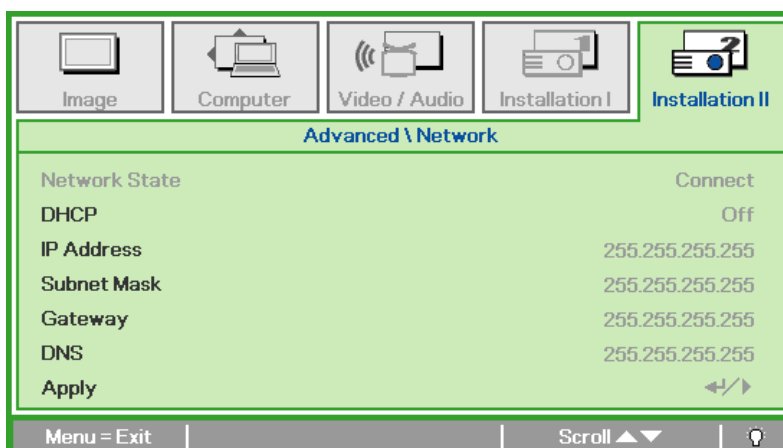 Image Computer Video / Audio Installation I Installation II
Advanced \ Network
Network State Connect
DHCP Off
IP Address 255.255.255.255
Subnet Mask 255.255.255.255
Gateway 255.255.255.255
DNS 255.255.255.255
Apply
Menu = Exit Scroll